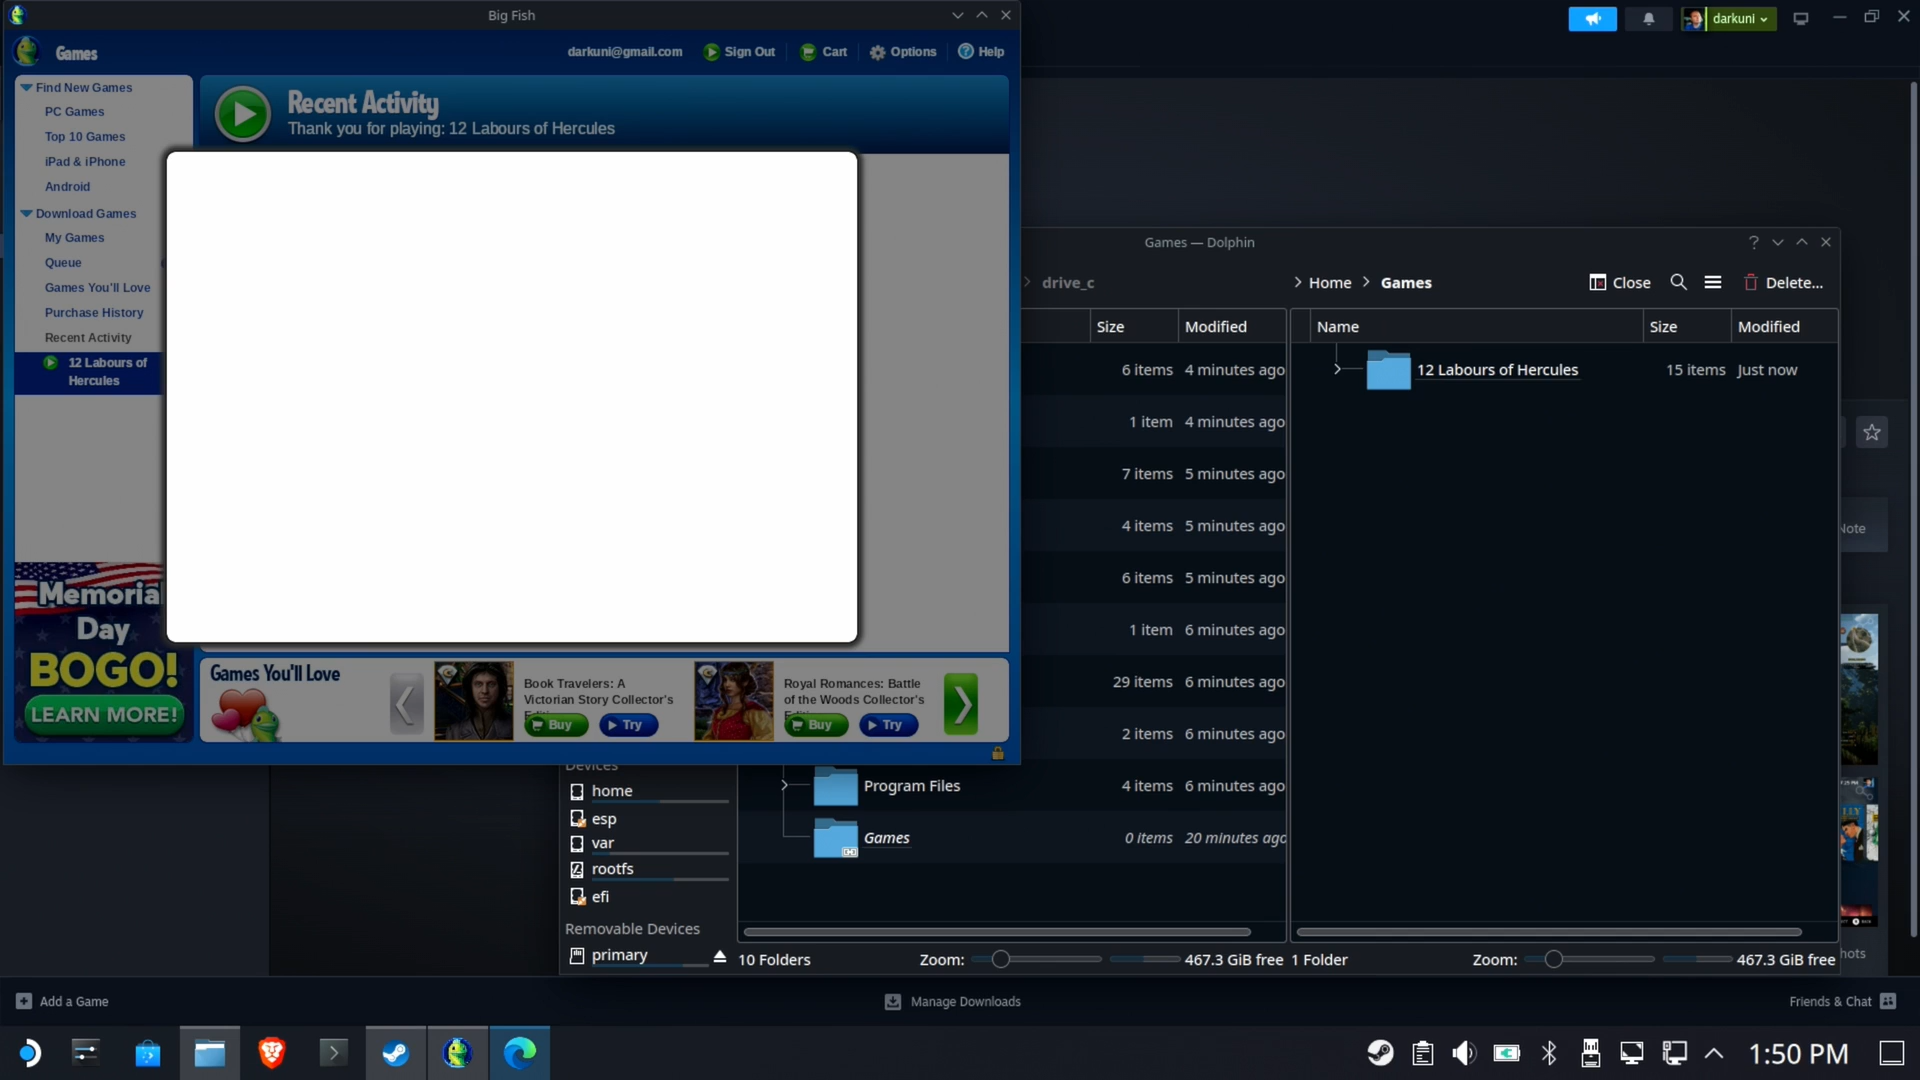 Big Fish
Games
darkuni@gmail.com
Sign Out
Cart
Options
Help
darkuni
Find New Games
PC Games
Top 10 Games
iPad & iPhone
Android
Download Games
My Games
Queue
Games You'll Love
Purchase History
Recent Activity
12 Labours of
Hercules
Recent Activity
Thank you for playing: 12 Labours of Hercules
Memorial
Day
BOGO!
LEARN MORE!
Games You'll Love
Book Travelers: A
Victorian Story Collector's
Buy
Try
Royal Romances: Battle
of the Woods Collector's
Buy
Try
Games — Dolphin
drive_c
Home
Games
Close
Delete...
Size
Modified
6 items 4 minutes ago
1 item 4 minutes ago
7 items 5 minutes ago
4 items 5 minutes ago
6 items 5 minutes ago
1 item 6 minutes ago
29 items 6 minutes ago
2 items 6 minutes ago
Program Files 4 items 6 minutes ago
Games 0 items 20 minutes ago
Name
Size
Modified
12 Labours of Hercules 15 items Just now
Devices
home
esp
var
rootfs
efi
Removable Devices
primary
10 Folders
Zoom:
467.3 GiB free
1 Folder
Zoom:
467.3 GiB free
Note
Add a Game
Manage Downloads
Friends & Chat
1:50 PM